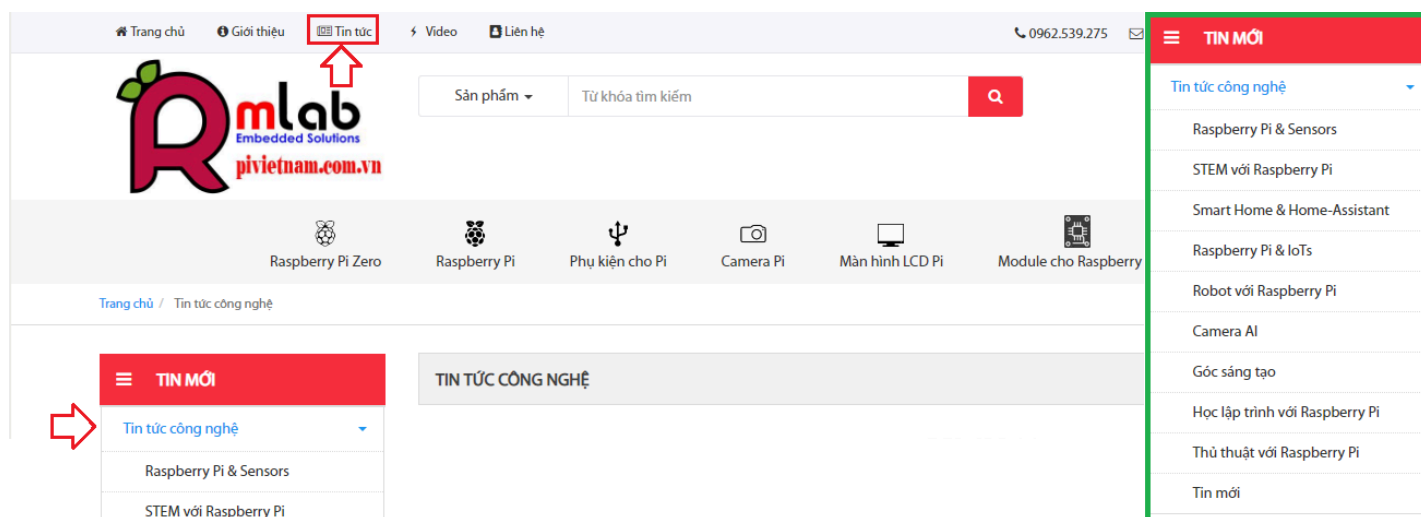 Trang chủ Giới thiệu Tin tức Video Liên hệ 0962.539.275
mlab
Embedded Solutions
pivietnam.com.vn
Sản phẩm Từ khóa tìm kiếm
Raspberry Pi Zero Raspberry Pi Phụ kiện cho Pi Camera Pi Màn hình LCD Pi Module cho Raspberry
Trang chủ / Tin tức công nghệ
TIN MỚI
Tin tức công nghệ
Raspberry Pi & Sensors
STEM với Raspberry Pi
TIN TỨC CÔNG NGHỆ
TIN MỚI
Tin tức công nghệ
Raspberry Pi & Sensors
STEM với Raspberry Pi
Smart Home & Home-Assistant
Raspberry Pi & IoTs
Robot với Raspberry Pi
Camera AI
Góc sáng tạo
Học lập trình với Raspberry Pi
Thủ thuật với Raspberry Pi
Tin mới